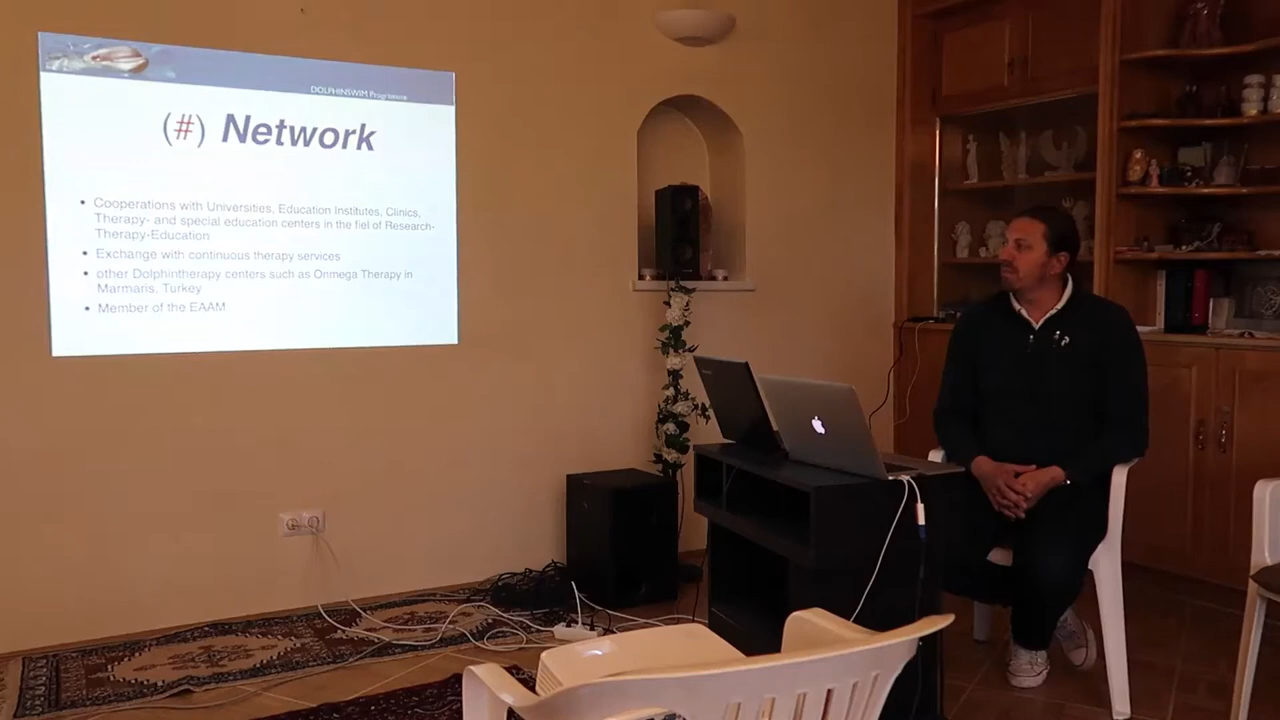 DOLPHINSWIM Programme
(#) Network
• Cooperations with Universities, Education Institutes, Clinics,
Therapy- and special education centers in the fiel of Research-
Therapy-Education
• Exchange with continuous therapy services
• other Dolphintherapy centers such as Onmega Therapy in
Marmaris, Turkey
• Member of the EAAM